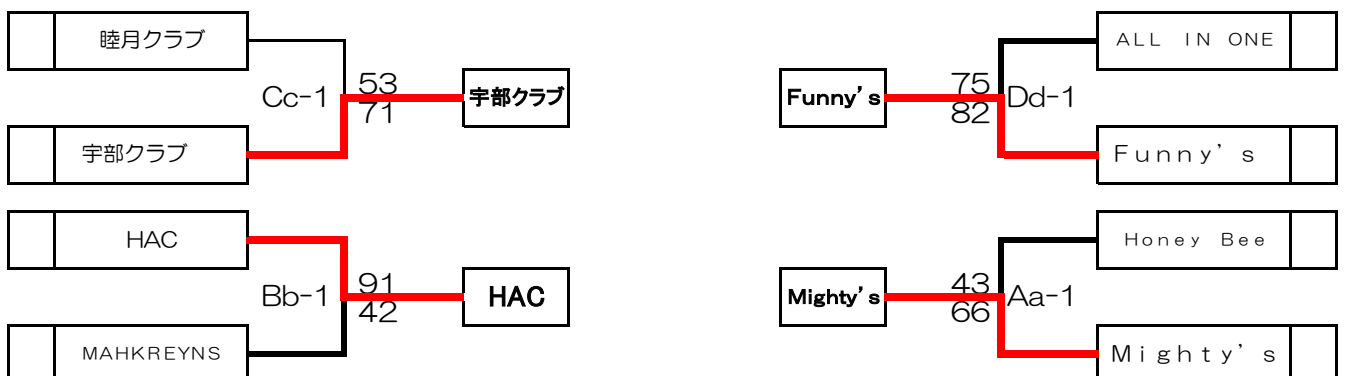 睦月クラブ
Cc-1
53
71
宇部クラブ
宇部クラブ
HAC
Bb-1
91
42
HAC
MAHKREYNS
ALL IN ONE
Funny's
75
82
Dd-1
Funny's
Honey Bee
Mighty's
43
66
Aa-1
Mighty's